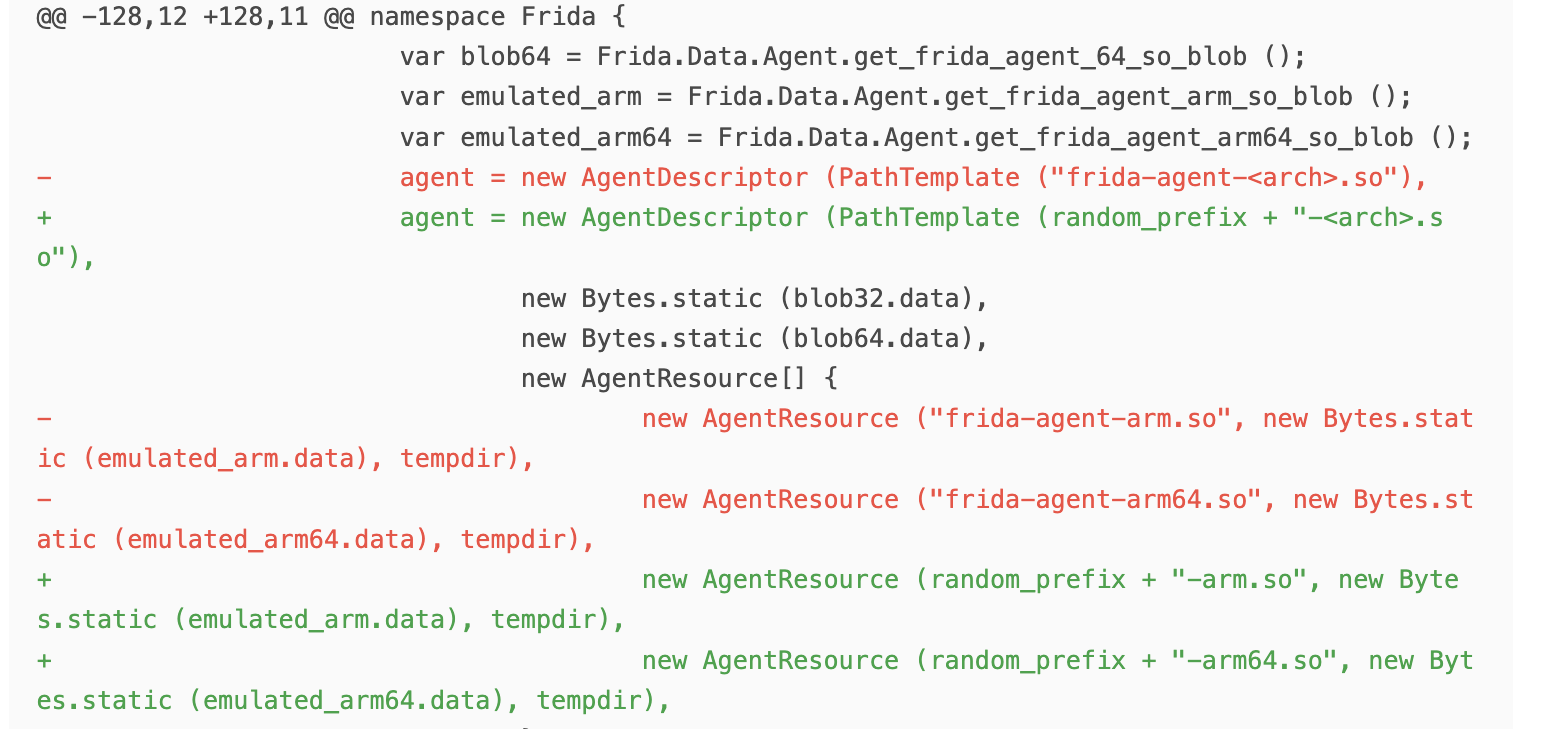 @@ -128,12 +128,11 @@ namespace Frida {
var blob64 = Frida.Data.Agent.get_frida_agent_64_so_blob ();
var emulated_arm = Frida.Data.Agent.get_frida_agent_arm_so_blob ();
var emulated_arm64 = Frida.Data.Agent.get_frida_agent_arm64_so_blob ();
- agent = new AgentDescriptor (PathTemplate ("frida-agent-<arch>.so"),
+ agent = new AgentDescriptor (PathTemplate (random_prefix + "-<arch>.s
o"),
new Bytes.static (blob32.data),
new Bytes.static (blob64.data),
new AgentResource[] {
- new AgentResource ("frida-agent-arm.so", new Bytes.stat
ic (emulated_arm.data), tempdir),
- new AgentResource ("frida-agent-arm64.so", new Bytes.st
atic (emulated_arm64.data), tempdir),
+ new AgentResource (random_prefix + "-arm.so", new Byte
s.static (emulated_arm.data), tempdir),
+ new AgentResource (random_prefix + "-arm64.so", new Byt
es.static (emulated_arm64.data), tempdir),